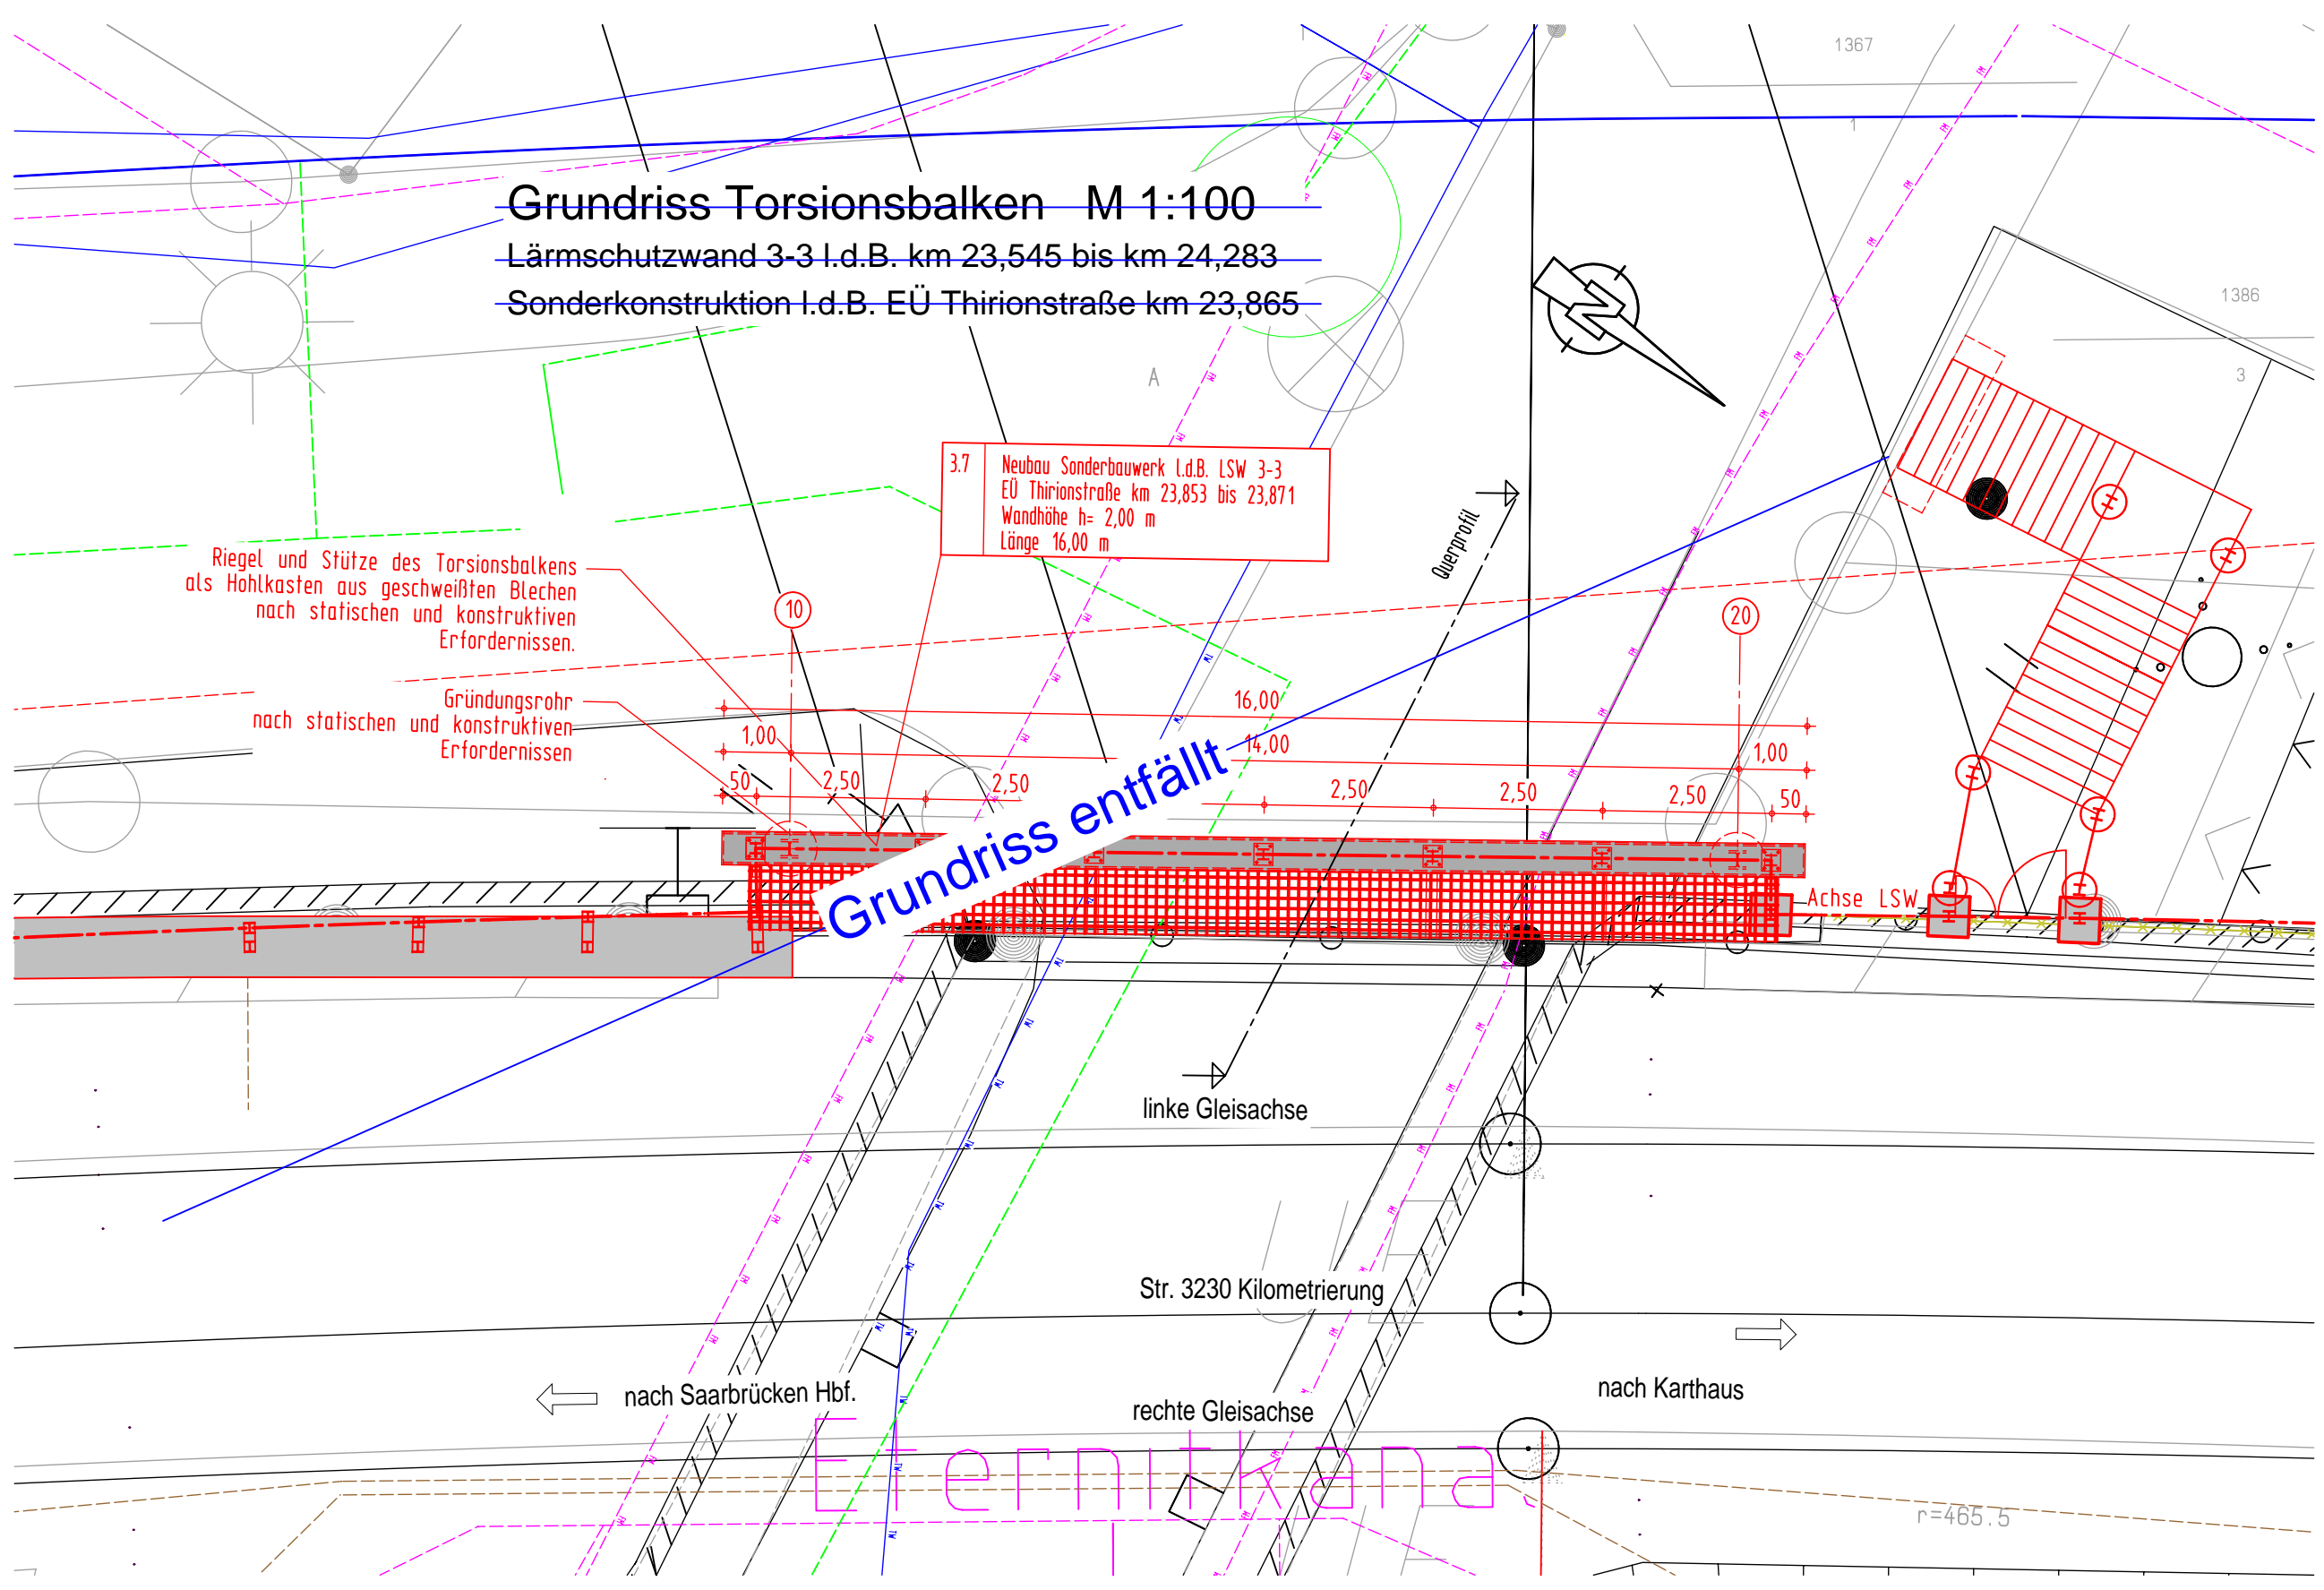 1367
1
Grundriss Torsionsbalken M 1:100
Lärmschutzwand 3-3 l.d.B. km 23,545 bis km 24,283
Sonderkonstruktion l.d.B. EÜ Thirionstraße km 23,865
1386
3
A
N
3.7
Neubau Sonderbauwerk l.d.B. LSW 3-3
EÜ Thirionstraße km 23,853 bis 23,871
Wandhöhe h= 2,00 m
Länge 16,00 m
Querprofil
Riegel und Stütze des Torsionsbalkens
als Hohlkasten aus geschweißten Blechen
nach statischen und konstruktiven
Erfordernissen.
10
20
Gründungsrohr
nach statischen und konstruktiven
Erfordernissen
16,00
1,00
14,00
1,00
50
2,50
2,50
2,50
2,50
2,50
50
Grundriss entfällt
Achse LSW
linke Gleisachse
Str. 3230 Kilometrierung
nach Saarbrücken Hbf.
nach Karthaus
rechte Gleisachse
Eternitkana
r=465.5
FM
TW